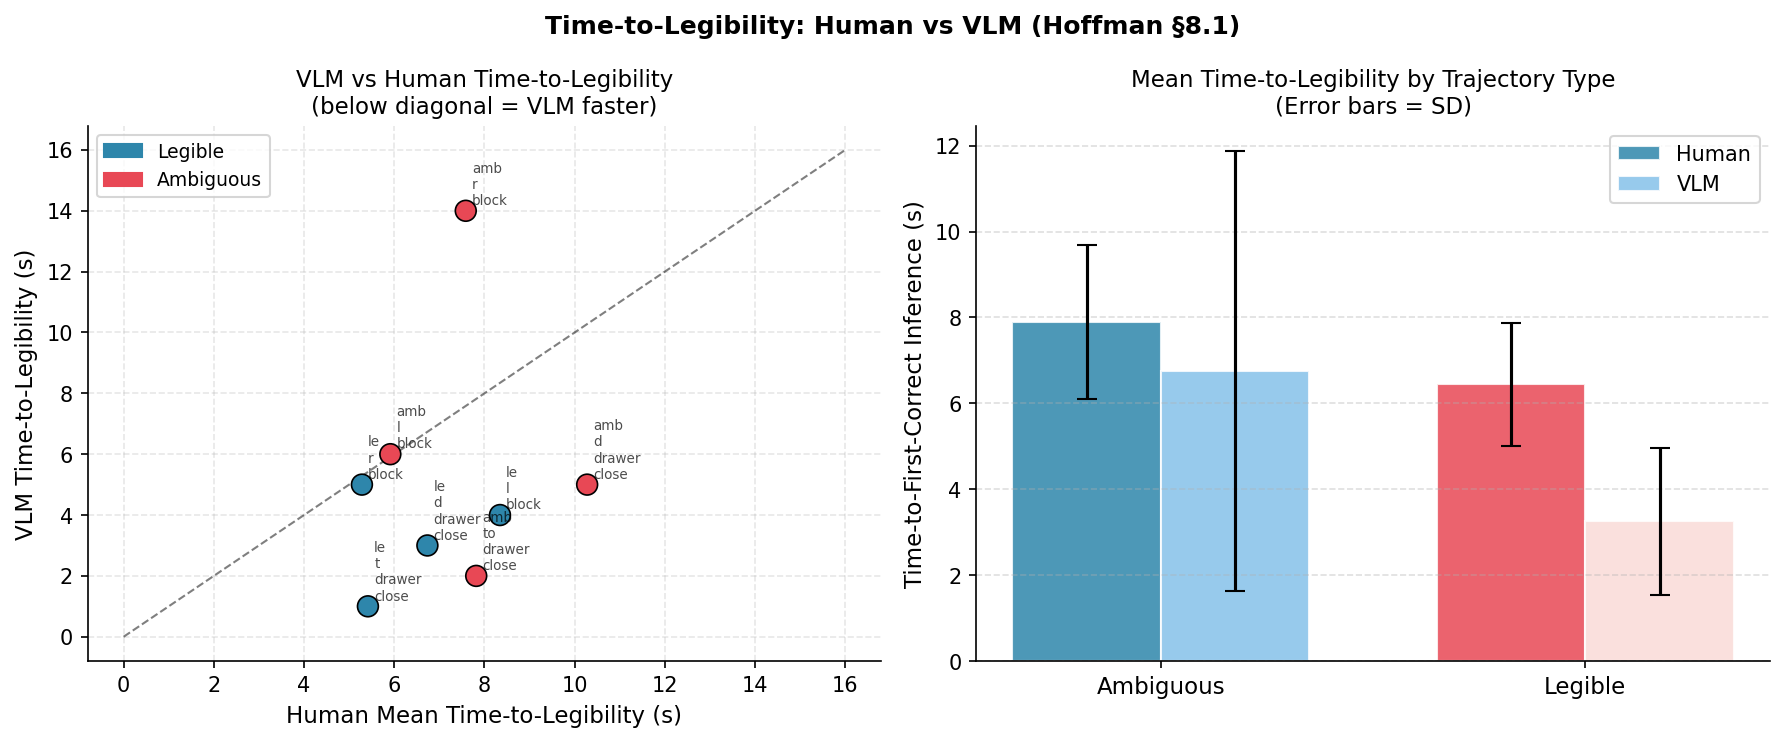 Time-to-Legibility: Human vs VLM (Hoffman §8.1)
VLM vs Human Time-to-Legibility
(below diagonal = VLM faster)
Legible
Ambiguous
VLM Time-to-Legibility (s)
16
14
12
10
8
6
4
2
0
amb
r
block
amb
l
block
le
r
block
amb
d
drawer
close
le
l
block
le
d
drawer
close
amb
to
drawer
close
le
t
drawer
close
0 2 4 6 8 10 12 14 16
Human Mean Time-to-Legibility (s)
Mean Time-to-Legibility by Trajectory Type
(Error bars = SD)
Human
VLM
Time-to-First-Correct Inference (s)
12
10
8
6
4
2
0
Ambiguous Legible